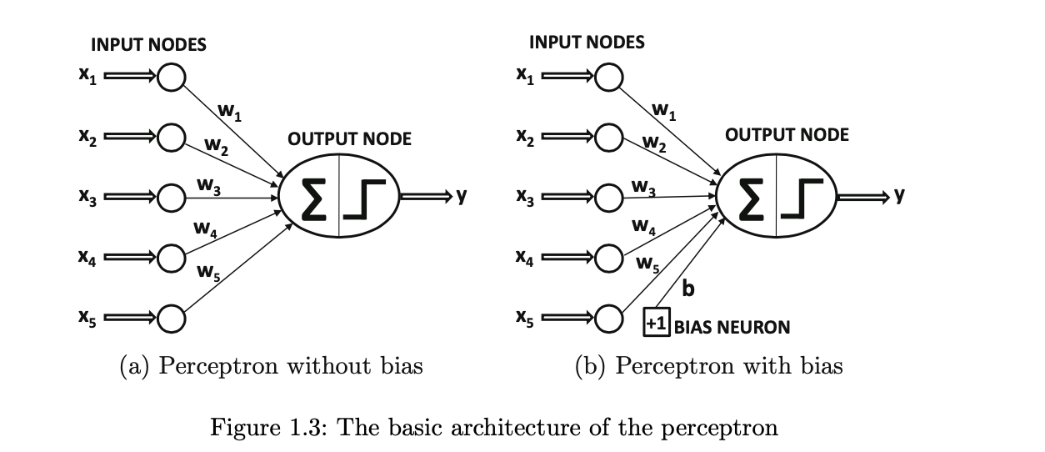 INPUT NODES
x₁
w₁
x₂
w₂
OUTPUT NODE
x₃
w₃
Σ
y
x₄
w₄
w₅
x₅
(a) Perceptron without bias
INPUT NODES
x₁
w₁
x₂
w₂
OUTPUT NODE
x₃
w₃
Σ
y
x₄
w₄
w₅
b
x₅
+1 BIAS NEURON
(b) Perceptron with bias
Figure 1.3: The basic architecture of the perceptron